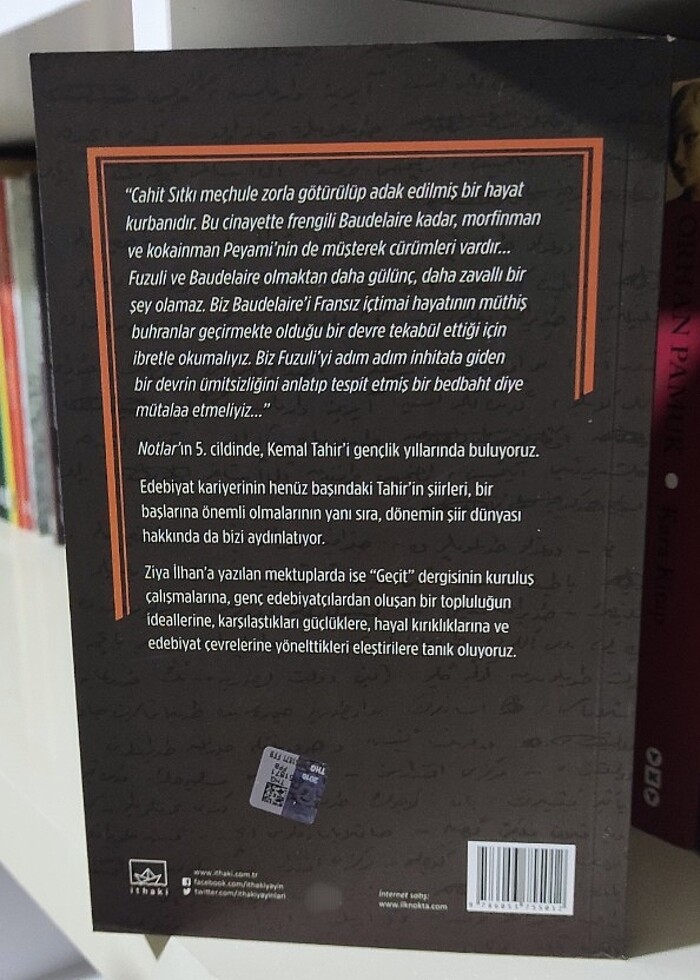 “Cahit Sıtkı meçhule zorla götürülüp adak edilmiş bir hayat
kurbanıdır. Bu cinayette frengili Baudelaire kadar, morfinman
ve kokainman Peyami’nin de müşterek cürümleri vardır...
Fuzuli ve Baudelaire olmaktan daha gülünç, daha zavallı bir
şey olamaz. Biz Baudelaire’i Fransız içtimai hayatının müthiş
buhranlar geçirmekte olduğu bir devre tekabül ettiği için
ibretle okumalıyız. Biz Fuzuli’yi adım adım inhitata giden
bir devrin ümitsizliğini anlatıp tespit etmiş bir bedbaht diye
mütalaa etmeliyiz...”
Notlar’ın 5. cildinde, Kemal Tahir’i gençlik yıllarında buluyoruz.
Edebiyat kariyerinin henüz başındaki Tahir’in şiirleri, bir
başlarına önemli olmalarının yanı sıra, dönemin şiir dünyası
hakkında da bizi aydınlatıyor.
Ziya İlhan’a yazılan mektuplarda ise “Geçit” dergisinin kuruluş
çalışmalarına, genç edebiyatçılardan oluşan bir topluluğun
ideallerine, karşılaştıkları güçlüklere, hayal kırıklıklarına ve
edebiyat çevrelerine yönelttikleri eleştirilere tanık oluyoruz.
ithaki
www.ithaki.com.tr
facebook.com/ithakiyayin
twitter.com/ithakiyayinlari
internet satış:
www.ilknokta.com
ORHAN PAMUK